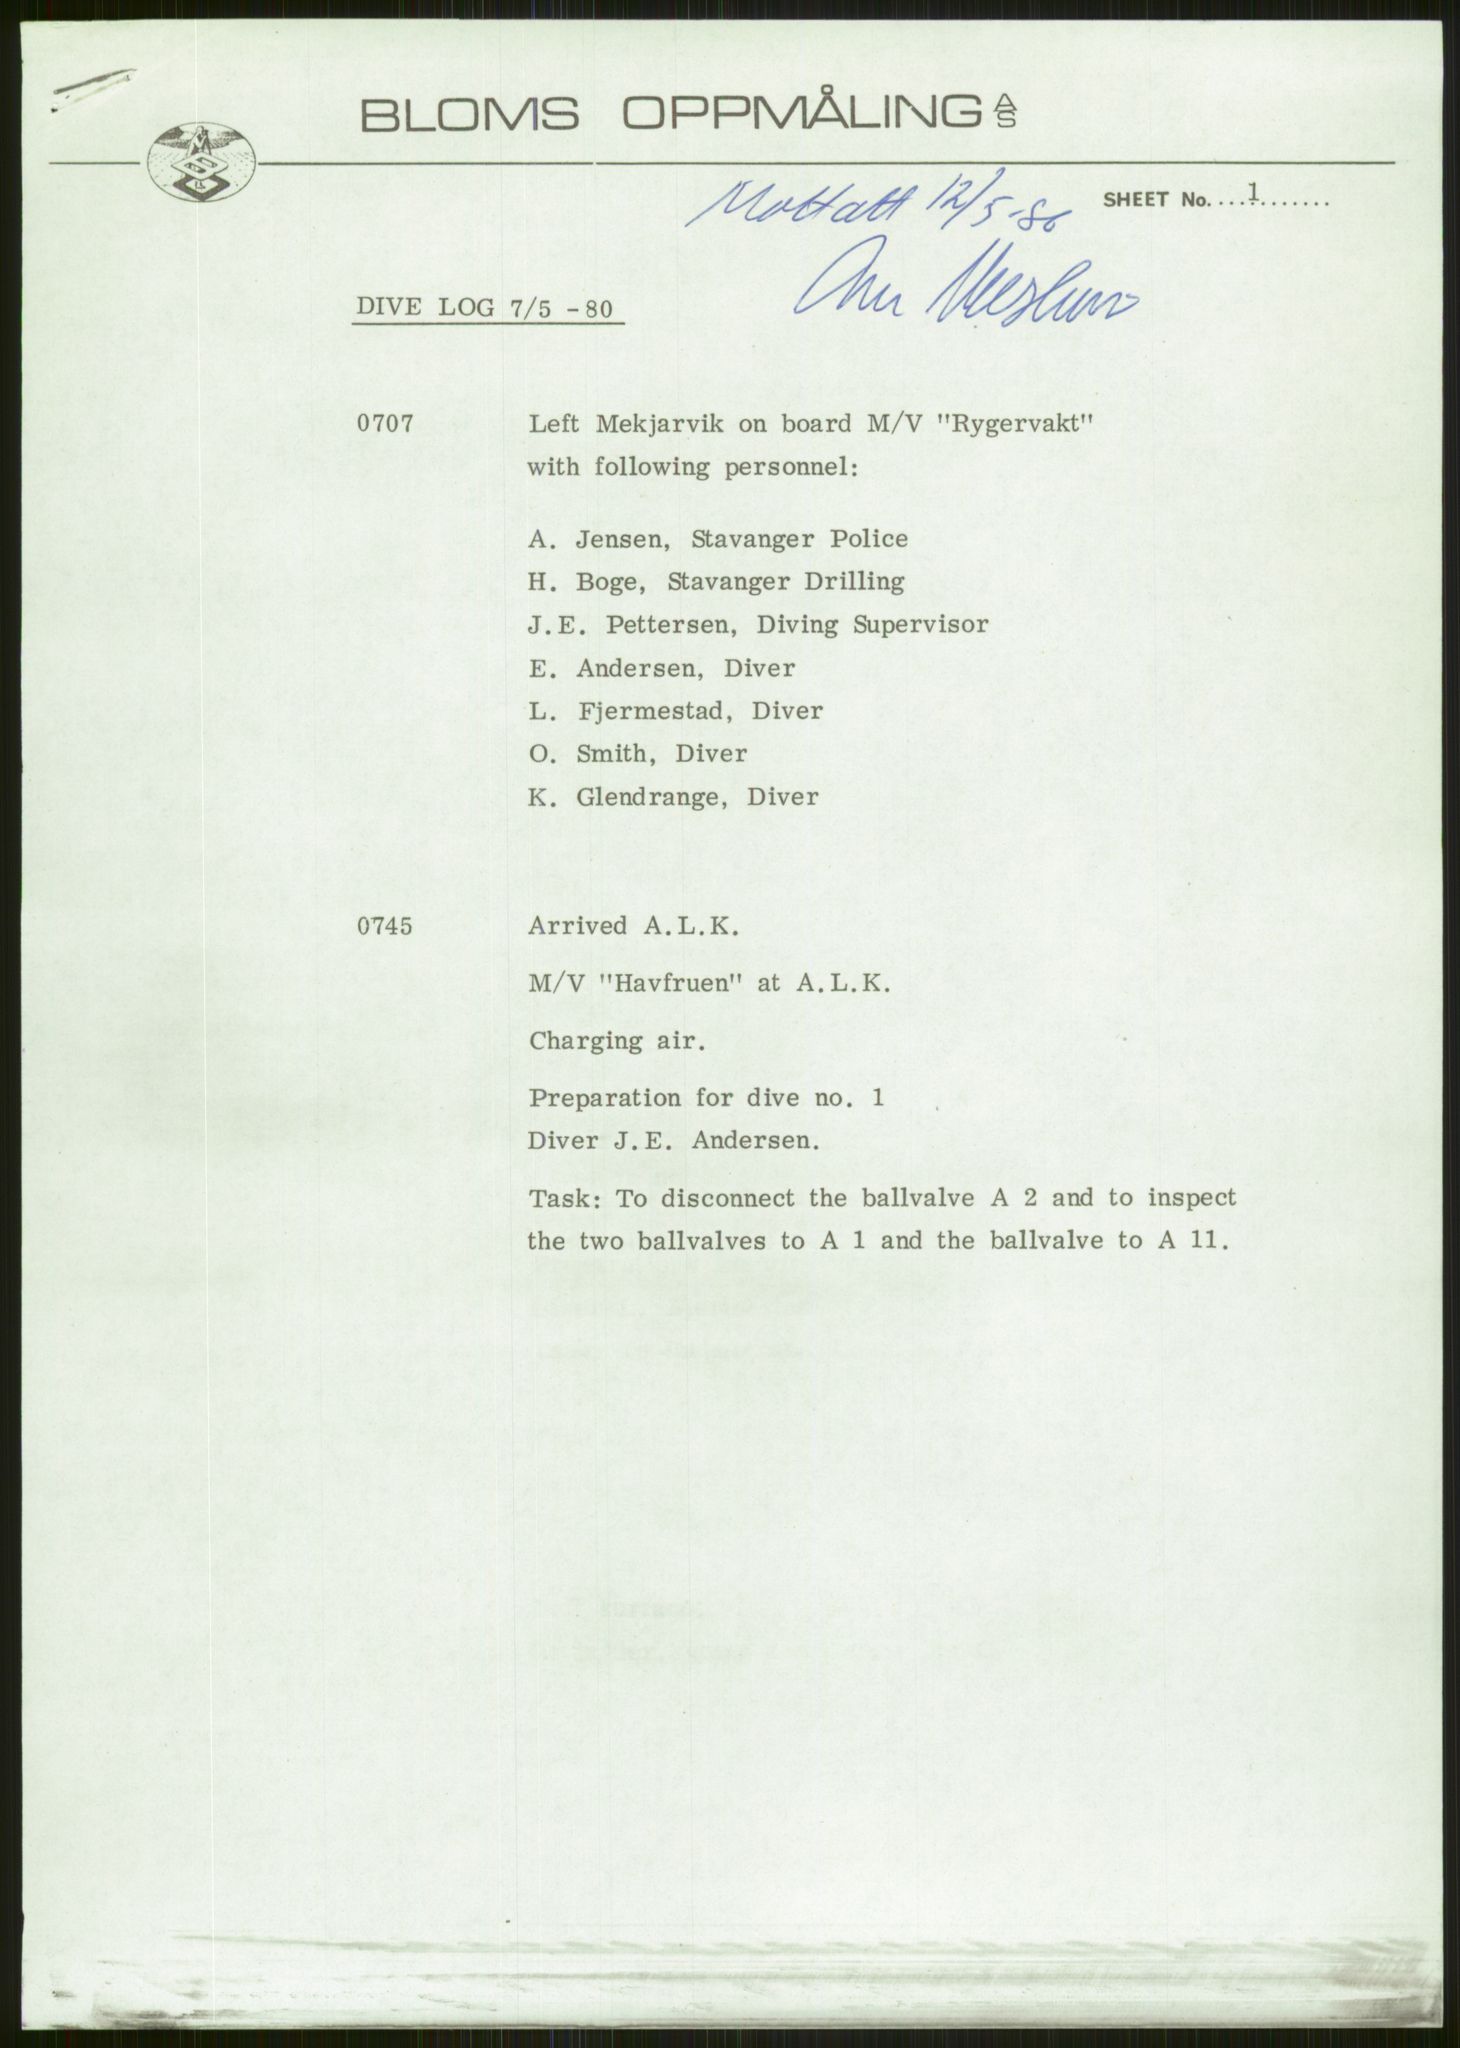 BLOMS OPPMÅLING A/S
Mottatt 12/5-80
SHEET No. 1
DIVE LOG 7/5 -80
0707 Left Mekjarvik on board M/V "Rygervakt"
with following personnel:
A. Jensen, Stavanger Police
H. Boge, Stavanger Drilling
J.E. Pettersen, Diving Supervisor
E. Andersen, Diver
L. Fjermestad, Diver
O. Smith, Diver
K. Glendrange, Diver
0745 Arrived A.L.K.
M/V "Havfruen" at A.L.K.
Charging air.
Preparation for dive no. 1
Diver J.E. Andersen.
Task: To disconnect the ballvalve A 2 and to inspect
the two ballvalves to A 1 and the ballvalve to A 11.